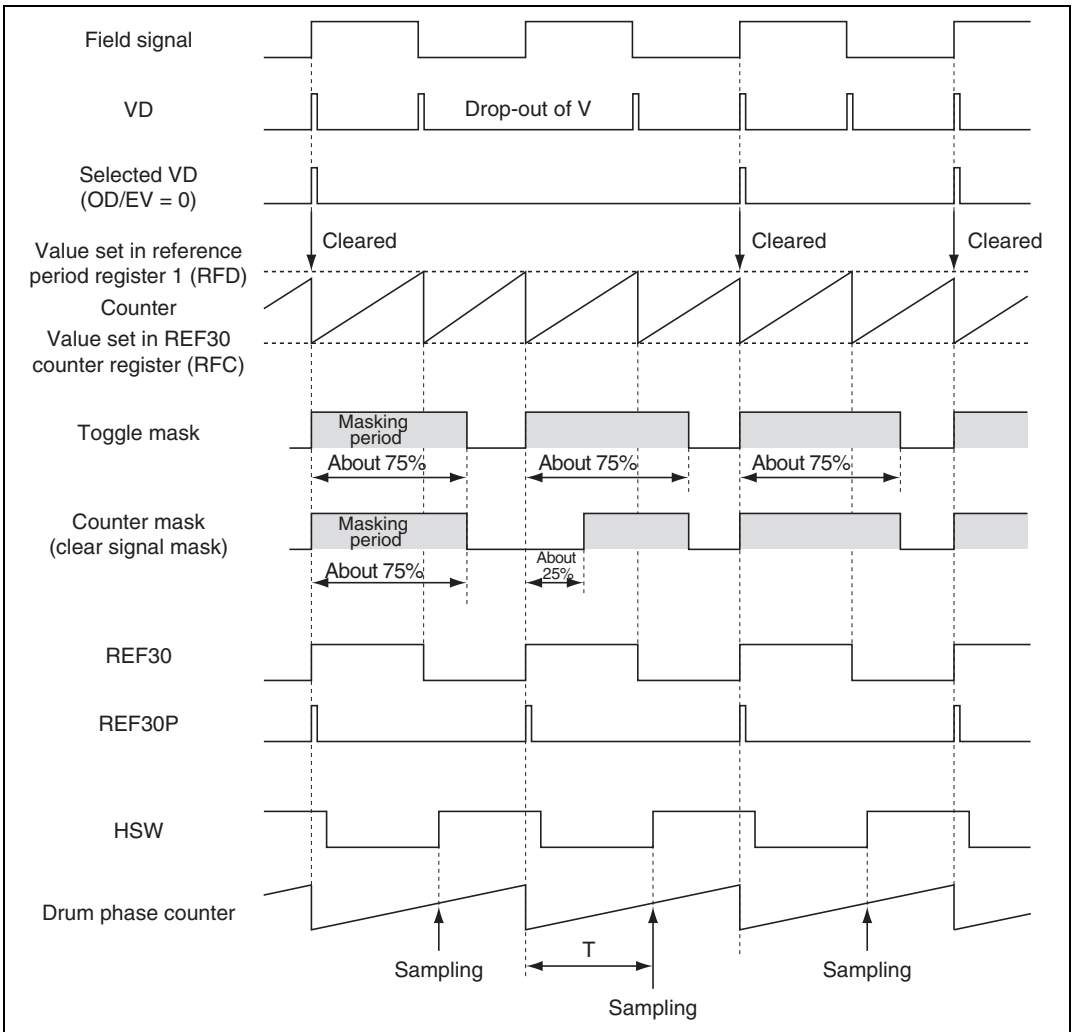 Field signal
VD
Drop-out of V
Selected VD
(OD/EV = 0)
Cleared
Cleared
Cleared
Value set in reference
period register 1 (RFD)
Counter
Value set in REF30
counter register (RFC)
Toggle mask
Masking
period
About 75%
About 75%
About 75%
Counter mask
(clear signal mask)
Masking
period
About 75%
About
25%
REF30
REF30P
HSW
Drum phase counter
Sampling
T
Sampling
Sampling